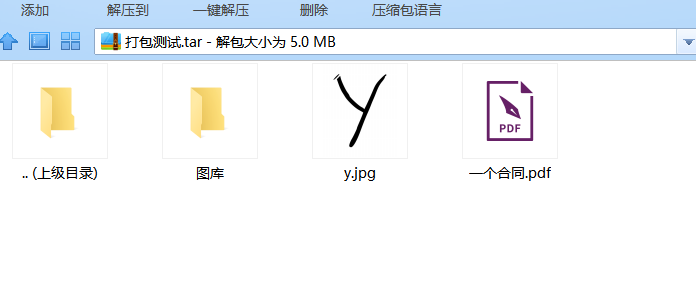 添加 解压到 一键解压 删除 压缩包语言
打包测试.tar - 解包大小为 5.0 MB
y
PDF
.. (上级目录) 图库 y.jpg 一个合同.pdf